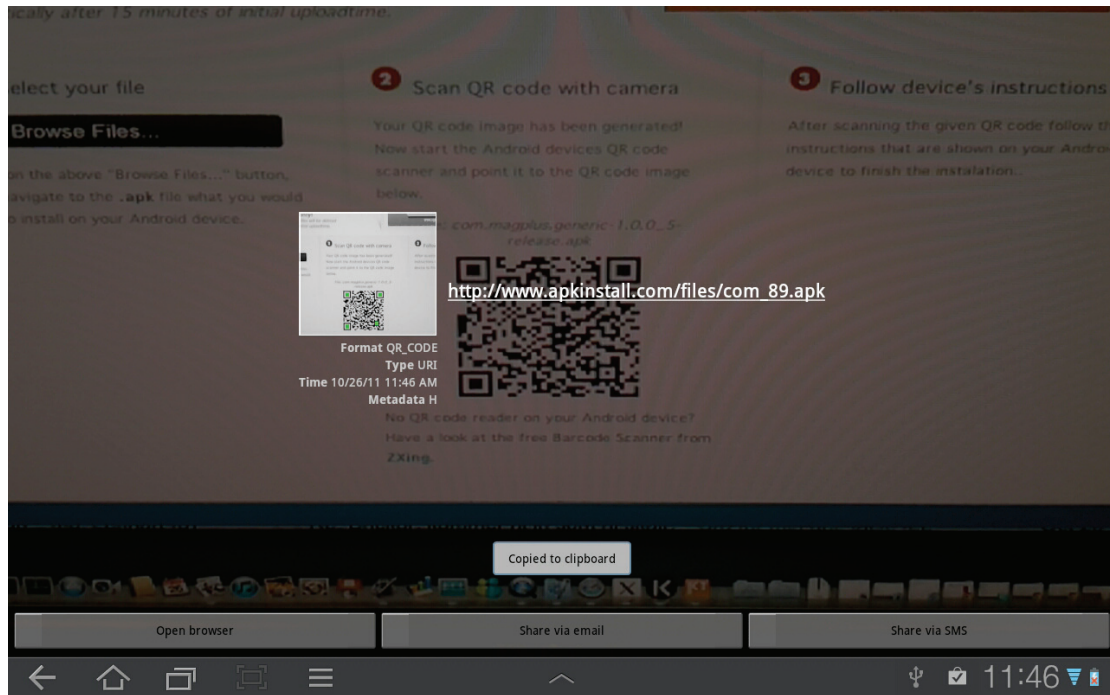 ically after 15 minutes of initial uploadtime.
elect your file
Browse Files...
on the above "Browse Files..." button,
avigate to the .apk file what you would
o install on your Android device.
2 Scan QR code with camera
Your QR code image has been generated!
Now start the Android devices QR code
scanner and point it to the QR code image
below.
com.magplus.generic-1.0.0_5-
release.apk
3 Follow device's instructions
After scanning the given QR code follow th
instructions that are shown on your Andro
device to finish the instalation..
http://www.apkinstall.com/files/com_89.apk
Format QR_CODE
Type URI
Time 10/26/11 11:46 AM
Metadata H
No QR code reader on your Android device?
Have a look at the free Barcode Scanner from
ZXing.
Copied to clipboard
Open browser
Share via email
Share via SMS
11:46